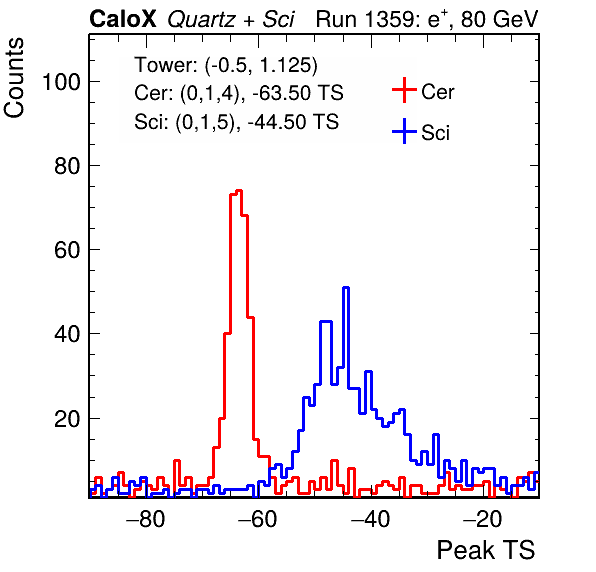 CaloX Quartz + Sci Run 1359: e+, 80 GeV
Counts
Tower: (-0.5, 1.125)
Cer: (0,1,4), -63.50 TS
Sci: (0,1,5), -44.50 TS
Cer
Sci
100
80
60
40
20
−80 −60 −40 −20
Peak TS